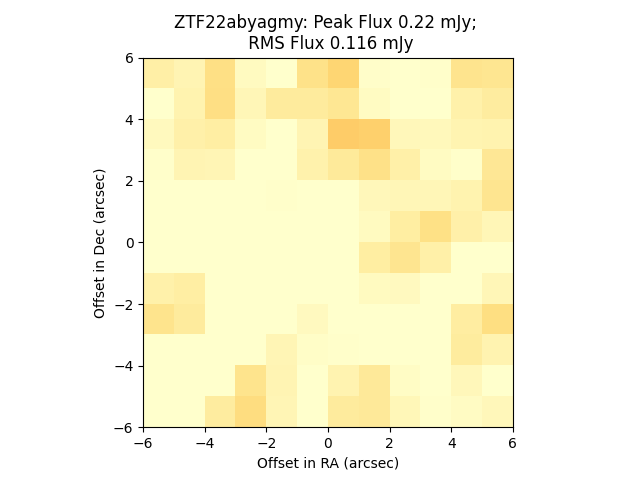 ZTF22abyagmy: Peak Flux 0.22 mJy;
RMS Flux 0.116 mJy
6
4
2
0
−2
−4
−6
Offset in Dec (arcsec)
−6 −4 −2 0 2 4 6
Offset in RA (arcsec)